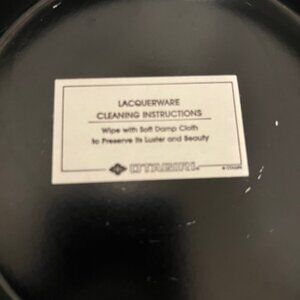 LACQUERWARE
CLEANING INSTRUCTIONS
Wipe with Soft Damp Cloth
to Preserve Its Luster and Beauty
OTAGIRI